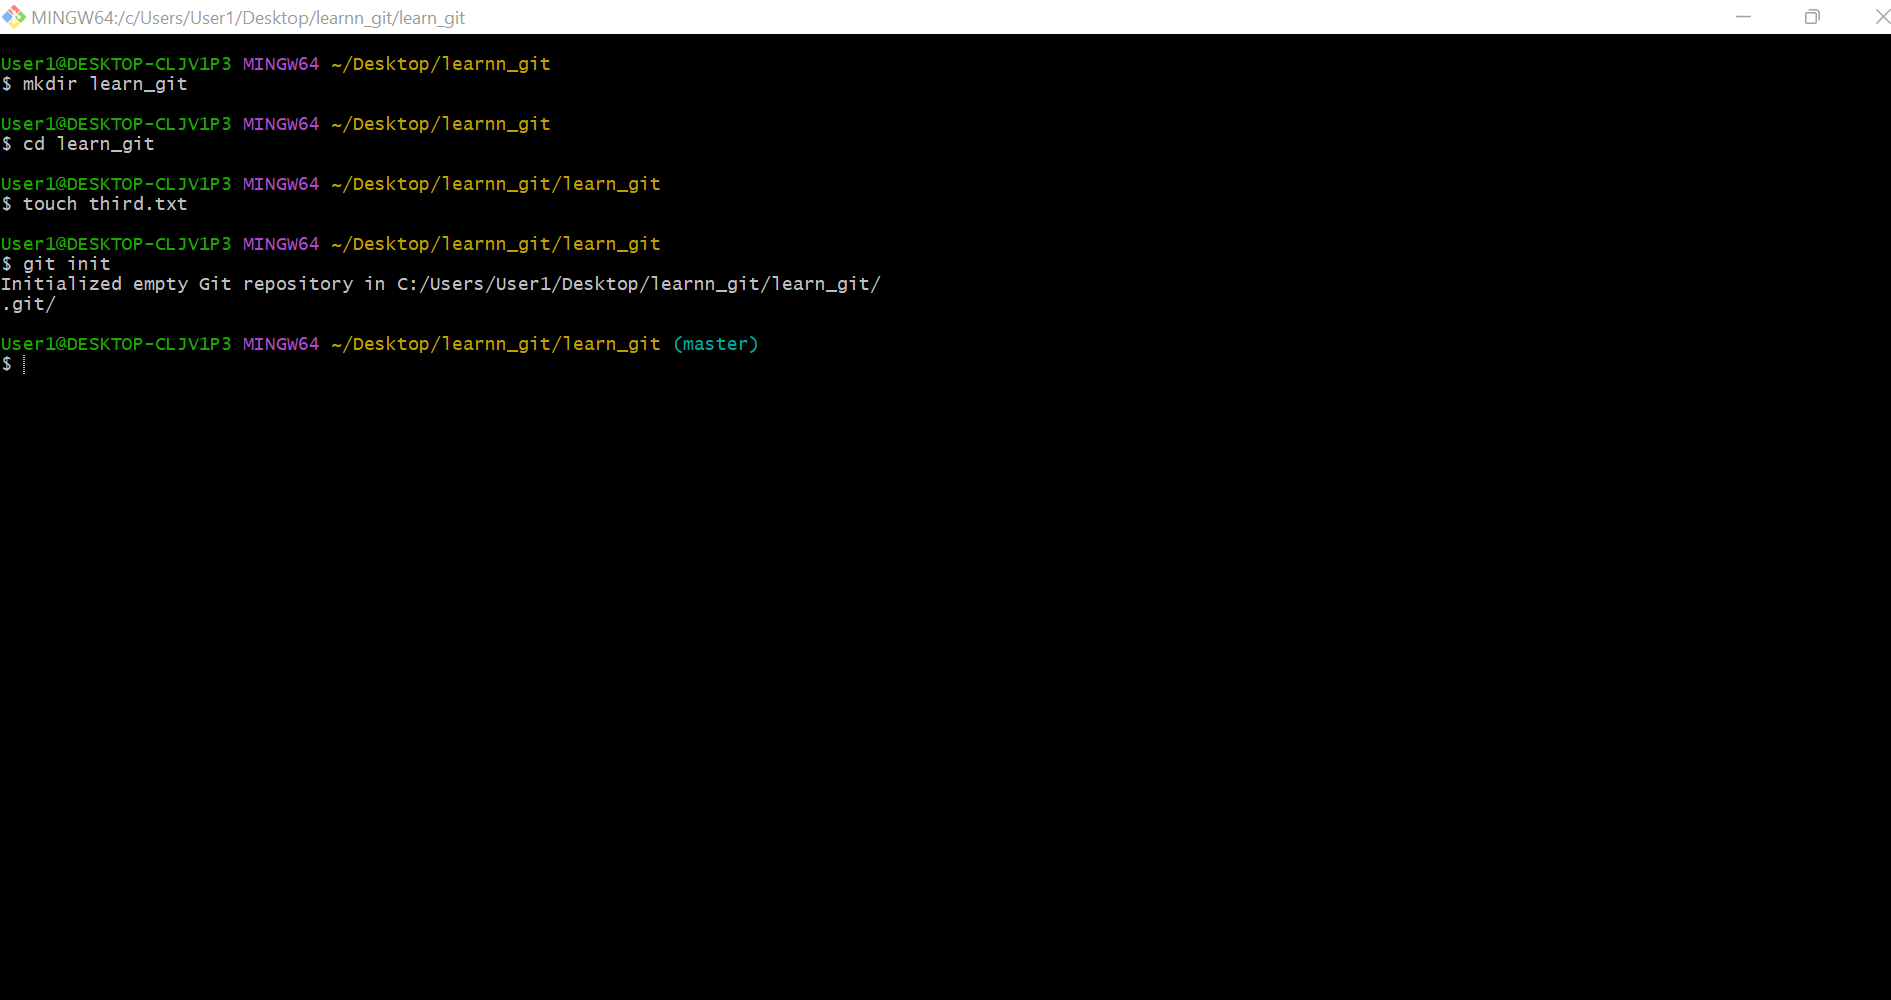 MINGW64:/c/Users/User1/Desktop/learnn_git/learn_git
User1@DESKTOP-CLJV1P3 MINGW64 ~/Desktop/learnn_git
$ mkdir learn_git
User1@DESKTOP-CLJV1P3 MINGW64 ~/Desktop/learnn_git
$ cd learn_git
User1@DESKTOP-CLJV1P3 MINGW64 ~/Desktop/learnn_git/learn_git
$ touch third.txt
User1@DESKTOP-CLJV1P3 MINGW64 ~/Desktop/learnn_git/learn_git
$ git init
Initialized empty Git repository in C:/Users/User1/Desktop/learnn_git/learn_git/
.git/
User1@DESKTOP-CLJV1P3 MINGW64 ~/Desktop/learnn_git/learn_git (master)
$